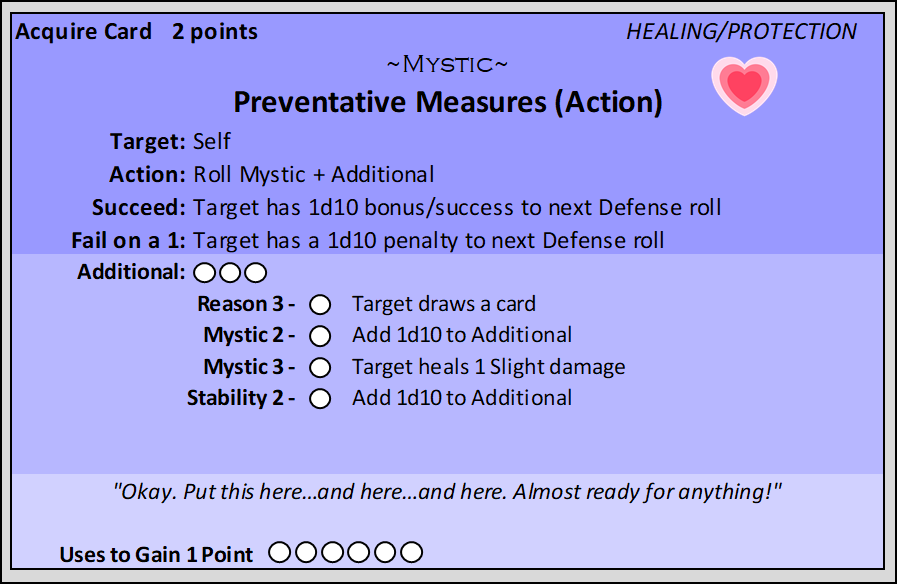 Acquire Card 2 points HEALING/PROTECTION
~Mystic~
Preventative Measures (Action)
Target: Self
Action: Roll Mystic + Additional
Succeed: Target has 1d10 bonus/success to next Defense roll
Fail on a 1: Target has a 1d10 penalty to next Defense roll
Additional:
Reason 3 - Target draws a card
Mystic 2 - Add 1d10 to Additional
Mystic 3 - Target heals 1 Slight damage
Stability 2 - Add 1d10 to Additional
"Okay. Put this here...and here...and here. Almost ready for anything!"
Uses to Gain 1 Point